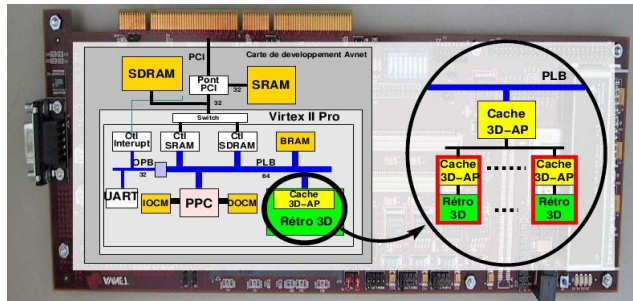 Carte de developpement Avnet
PCI
SDRAM
Pont
PCI
32
SRAM
32
Switch
Virtex II Pro
Ctl
Interupt
Ctl
SRAM
Ctl
SDRAM
BRAM
OPB
32
PLB
64
UART
IOCM
PPC
DOCM
Cache
3D-AP
Rétro 3D
PLB
Cache
3D-AP
Cache
3D-AP
Rétro
3D
Cache
3D-AP
Rétro
3D
AVNET